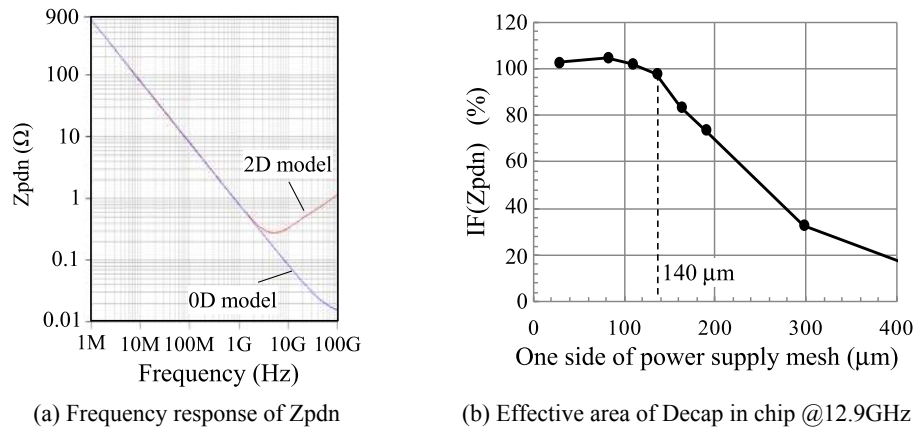 900
100
10
1
0.1
0.01
Zpdn (Ω)
2D model
0D model
1M 10M 100M 1G 10G 100G
Frequency (Hz)
(a) Frequency response of Zpdn
120
100
80
60
40
20
0
IF(Zpdn) (%)
140 μm
0 100 200 300 400
One side of power supply mesh (μm)
(b) Effective area of Decap in chip @12.9GHz